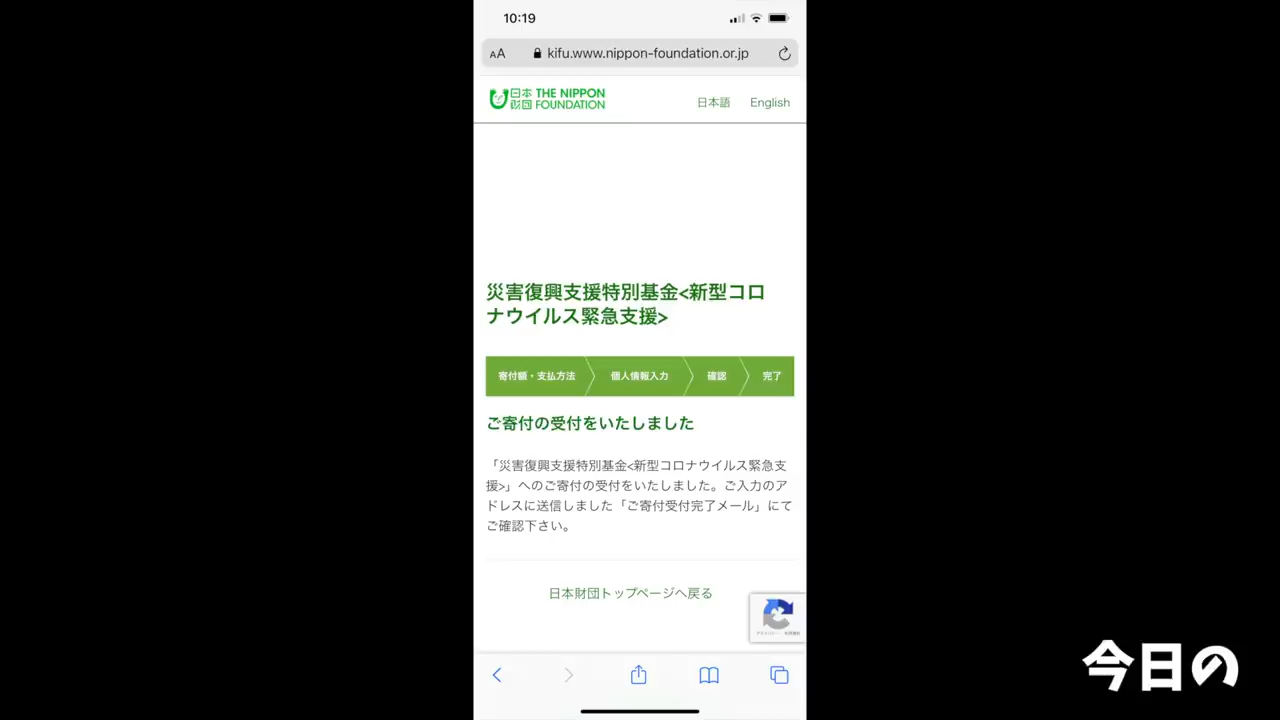 10:19
AA kifu.www.nippon-foundation.or.jp
日本 THE NIPPON
財団 FOUNDATION
日本語 English
災害復興支援特別基金<新型コロ
ナウイルス緊急支援>
寄付額・支払方法 個人情報入力 確認 完了
ご寄付の受付をいたしました
「災害復興支援特別基金<新型コロナウイルス緊急支
援>」へのご寄付の受付をいたしました。ご入力のア
ドレスに送信しました「ご寄付受付完了メール」にて
ご確認下さい。
日本財団トップページへ戻る
今日の